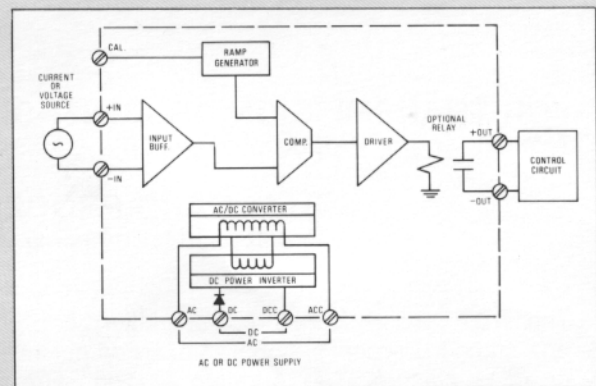 CAL.
RAMP
GENERATOR
CURRENT
OR
VOLTAGE
SOURCE
+IN
INPUT
BUFF.
COMP.
DRIVER
OPTIONAL
RELAY
+OUT
CONTROL
CIRCUIT
-IN
-OUT
AC/DC CONVERTER
DC POWER INVERTER
AC
DC
DCC
ACC
DC
AC
AC OR DC POWER SUPPLY